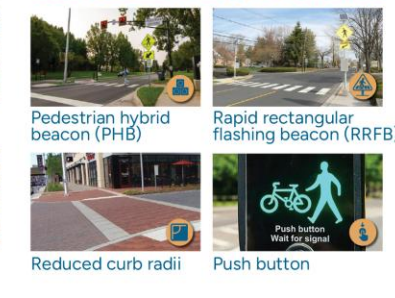 Pedestrian hybrid
beacon (PHB)
Rapid rectangular
flashing beacon (RRFB)
Push button
Wait for signal
Reduced curb radii
Push button